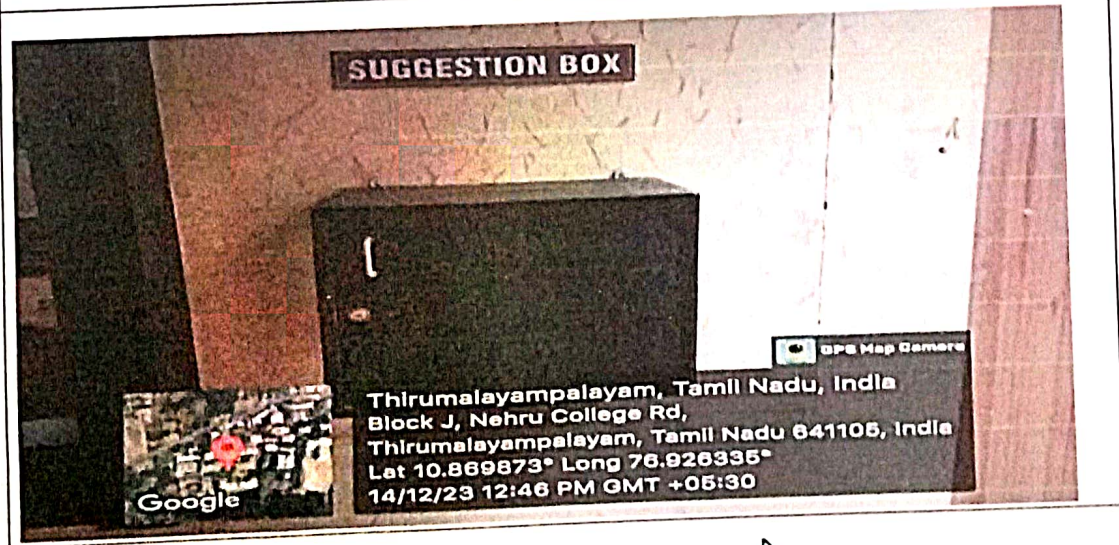 SUGGESTION BOX
GPS Map Camera
Thirumalayampalayam, Tamil Nadu, India
Block J, Nehru College Rd,
Thirumalayampalayam, Tamil Nadu 641105, India
Lat 10.869873° Long 76.926335°
14/12/23 12:46 PM GMT +05:30
Google